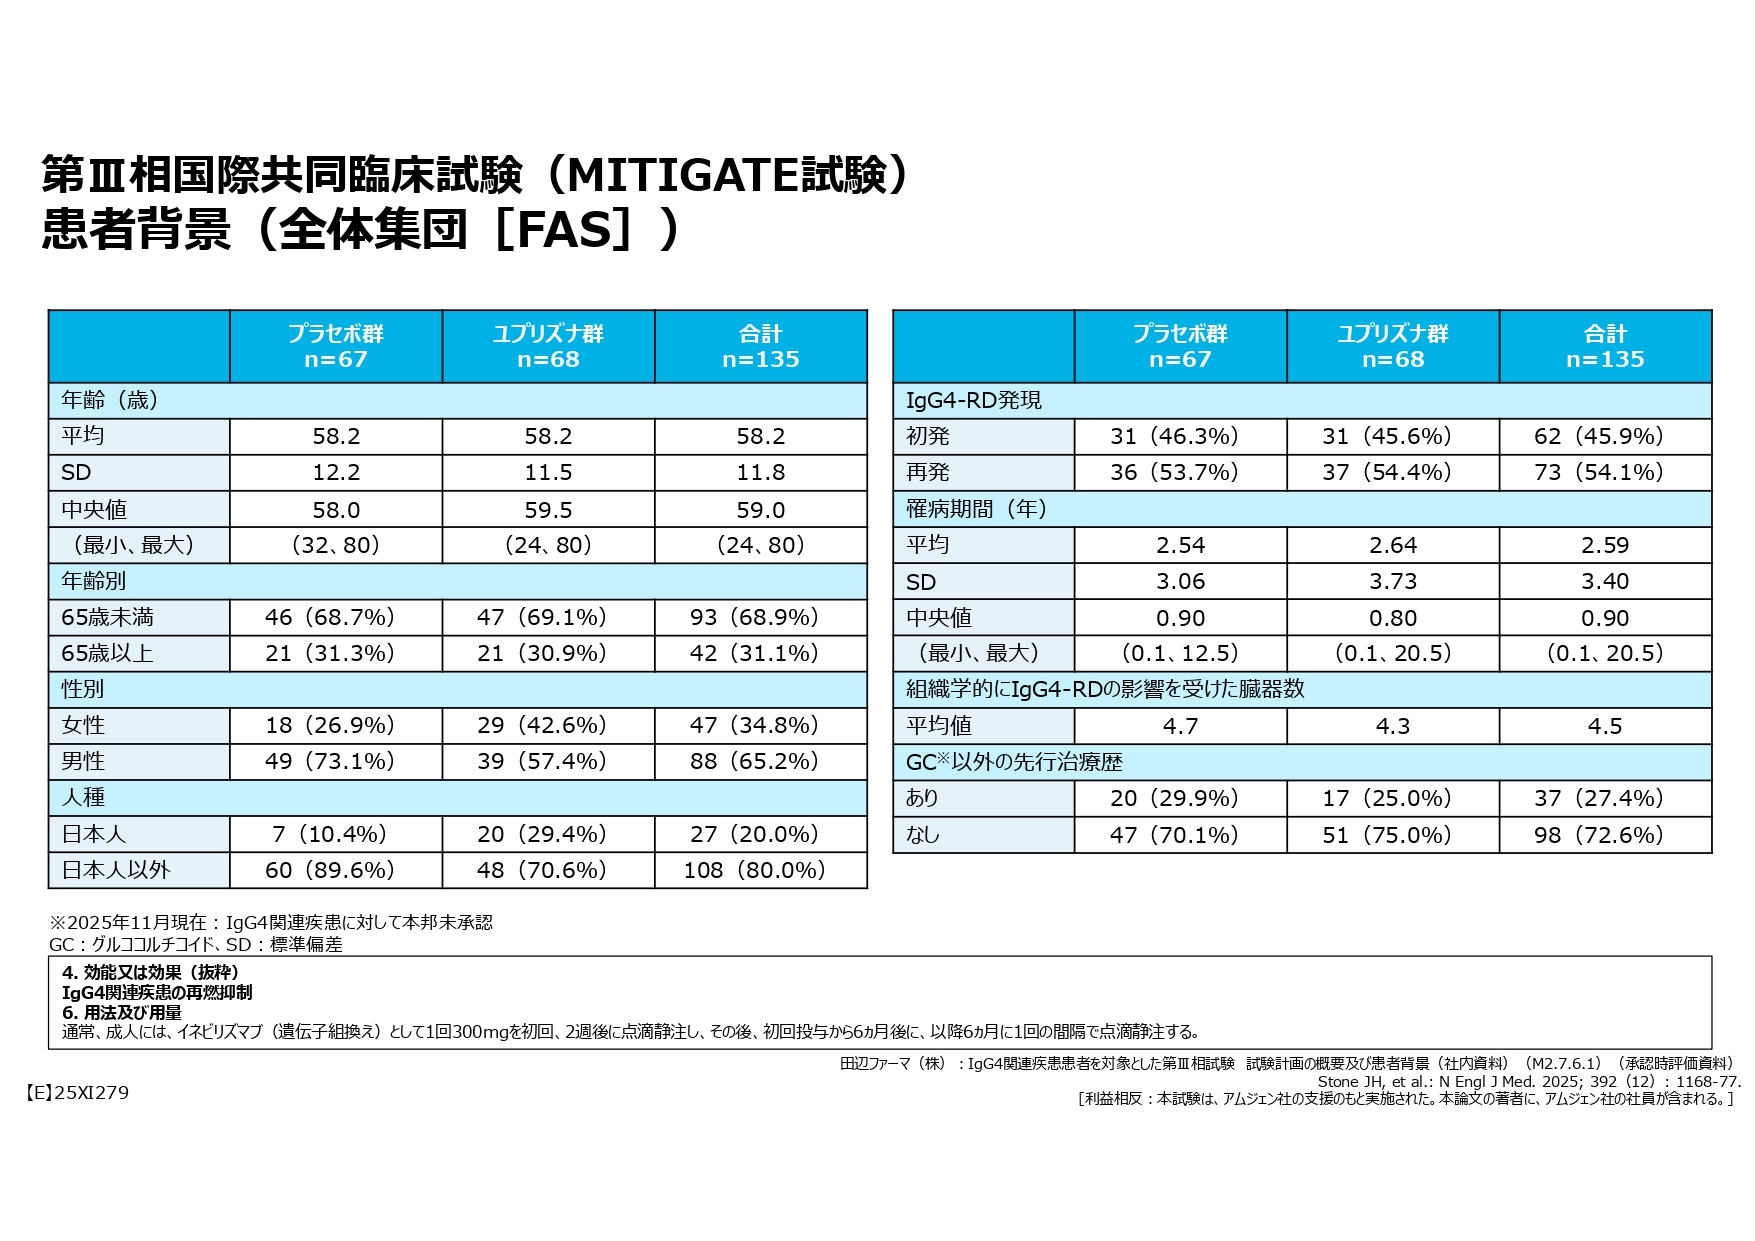 第Ⅲ相国際共同臨床試験（MITIGATE試験）
患者背景（全体集団［FAS］）
プラセボ群 ユプリズナ群 合計
n=67 n=68 n=135
年齢（歳）
平均 58.2 58.2 58.2
SD 12.2 11.5 11.8
中央値 58.0 59.5 59.0
（最小、最大） （32、80） （24、80） （24、80）
年齢別
65歳未満 46（68.7%） 47（69.1%） 93（68.9%）
65歳以上 21（31.3%） 21（30.9%） 42（31.1%）
性別
女性 18（26.9%） 29（42.6%） 47（34.8%）
男性 49（73.1%） 39（57.4%） 88（65.2%）
人種
日本人 7（10.4%） 20（29.4%） 27（20.0%）
日本人以外 60（89.6%） 48（70.6%） 108（80.0%）
プラセボ群 ユプリズナ群 合計
n=67 n=68 n=135
IgG4-RD発現
初発 31（46.3%） 31（45.6%） 62（45.9%）
再発 36（53.7%） 37（54.4%） 73（54.1%）
罹病期間（年）
平均 2.54 2.64 2.59
SD 3.06 3.73 3.40
中央値 0.90 0.80 0.90
（最小、最大） （0.1、12.5） （0.1、20.5） （0.1、20.5）
組織学的にIgG4-RDの影響を受けた臓器数
平均値 4.7 4.3 4.5
GC※以外の先行治療歴
あり 20（29.9%） 17（25.0%） 37（27.4%）
なし 47（70.1%） 51（75.0%） 98（72.6%）
※2025年11月現在：IgG4関連疾患に対して本邦未承認
GC：グルココルチコイド、SD：標準偏差
4. 効能又は効果（抜粋）
IgG4関連疾患の再燃抑制
6. 用法及び用量
通常、成人には、イネビリズマブ（遺伝子組換え）として1回300mgを初回、2週後に点滴静注し、その後、初回投与から6ヵ月後に、以降6ヵ月に1回の間隔で点滴静注する。
田辺ファーマ（株）：IgG4関連疾患患者を対象とした第Ⅲ相試験 試験計画の概要及び患者背景（社内資料）（M2.7.6.1）（承認時評価資料）
Stone JH, et al.: N Engl J Med. 2025; 392（12）: 1168-77.
［利益相反：本試験は、アムジェン社の支援のもと実施された。本論文の著者に、アムジェン社の社員が含まれる。］
【E】25XI279